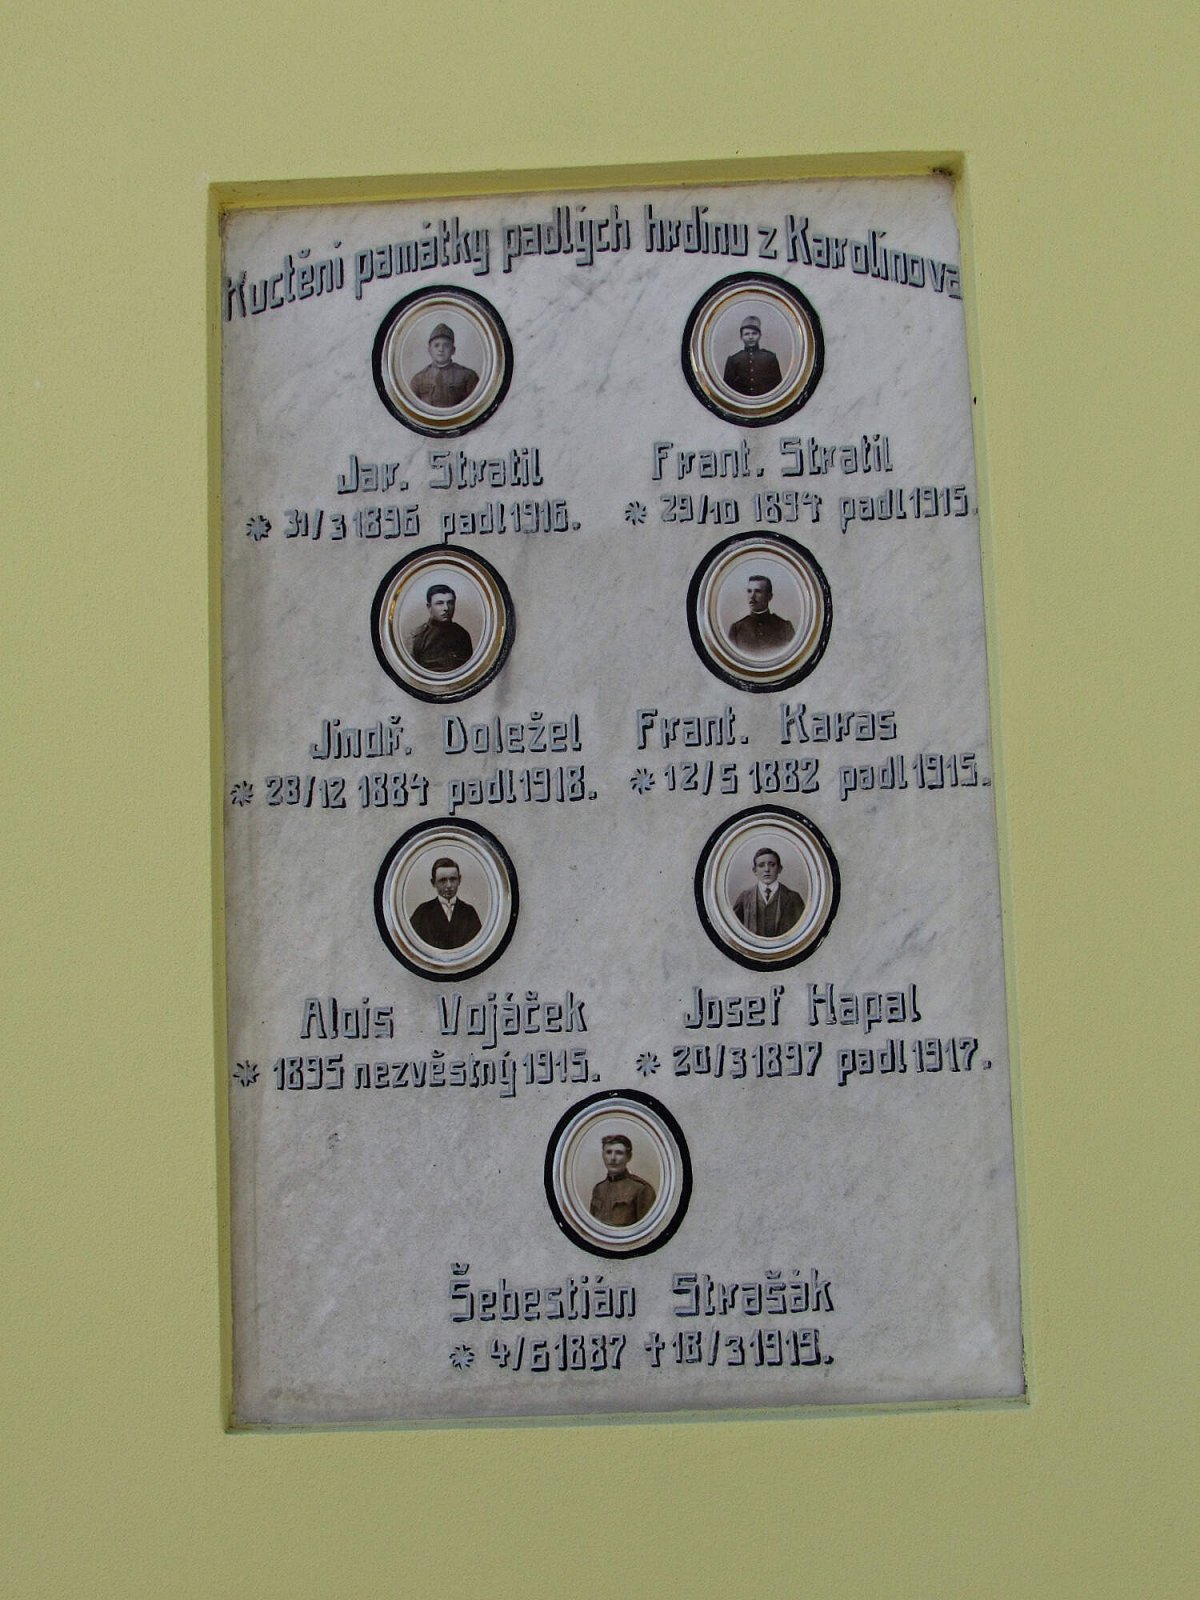 Kuctění památky padlých hrdínu z Karolínova
Jar. Stratil
* 31/3 1896 padl 1916.
Frant. Stratil
* 29/10 1894 padl 1915.
Jindř. Doležel
* 28/12 1884 padl 1918.
Frant. Karas
* 12/5 1882 padl 1915.
Alois Vojáček
* 1895 nezvěstný 1915.
Josef Hapal
* 20/3 1897 padl 1917.
Šebestián Strašák
* 4/6 1887 † 18/3 1919.